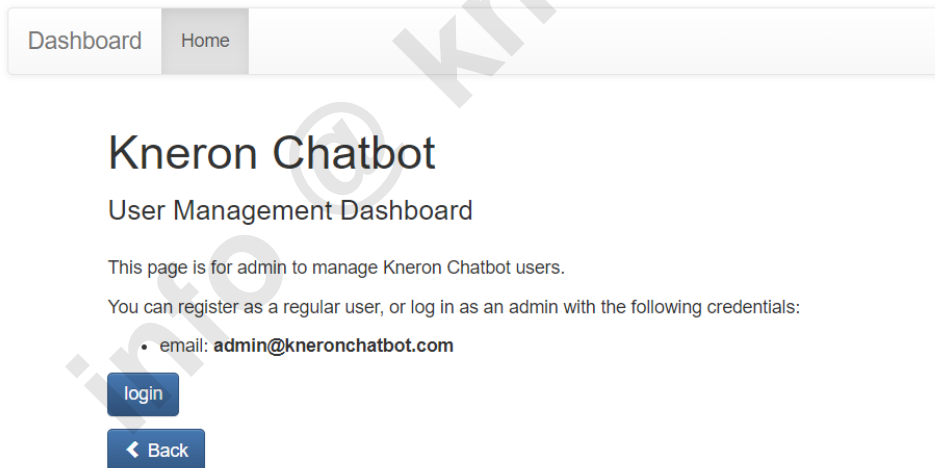 Dashboard Home
Kneron Chatbot
User Management Dashboard
This page is for admin to manage Kneron Chatbot users.
You can register as a regular user, or log in as an admin with the following credentials:
• email: admin@kneronchatbot.com
login
Back
info @ kn